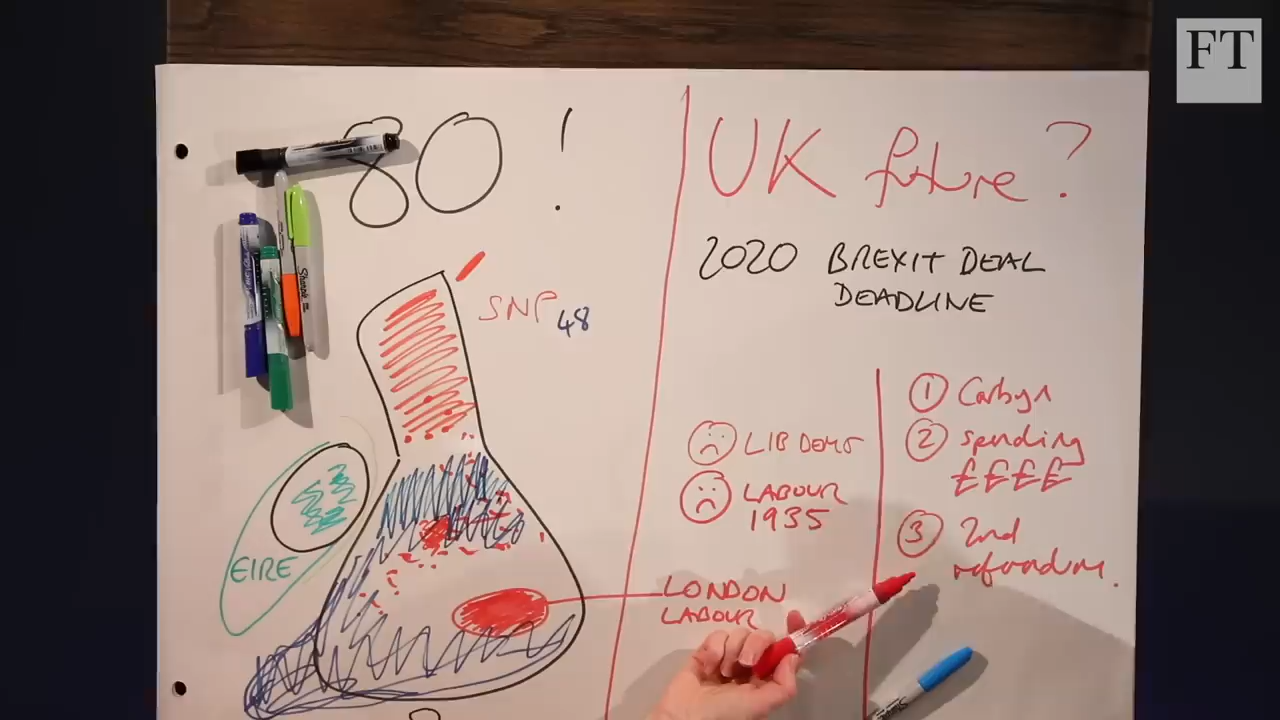 FT
80!
UK future?
2020 BREXIT DEAL
DEADLINE
SNP 48
EIRE
LIB DEMS
LABOUR
1935
LONDON
LABOUR
1 Corbyn
2 spending
££££
3 2nd
referendum.